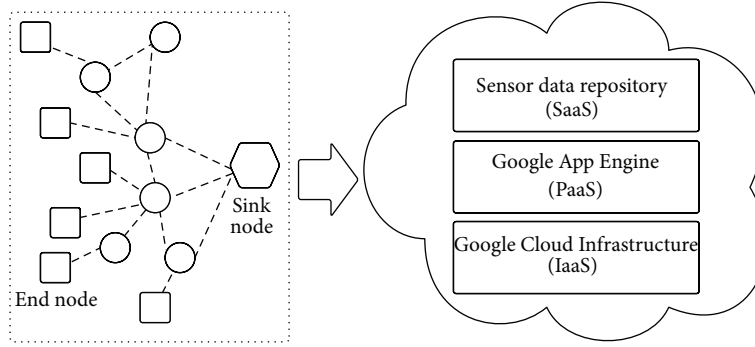 Sink
node
End node
Sensor data repository
(SaaS)
Google App Engine
(PaaS)
Google Cloud Infrastructure
(IaaS)